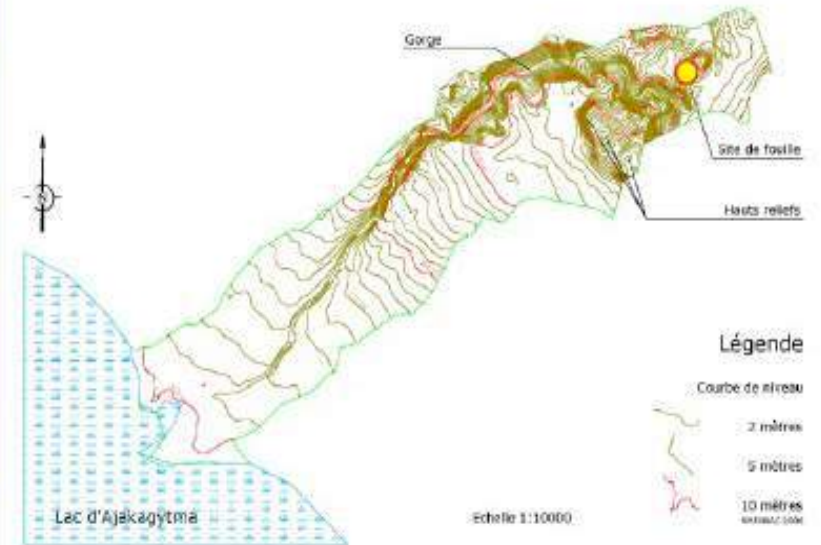 Gorge
Site de fouille
Hauts reliefs
Légende
Courbe de niveau
2 mètres
5 mètres
10 mètres
Lac d'Ajakagytma
Echelle 1:10000